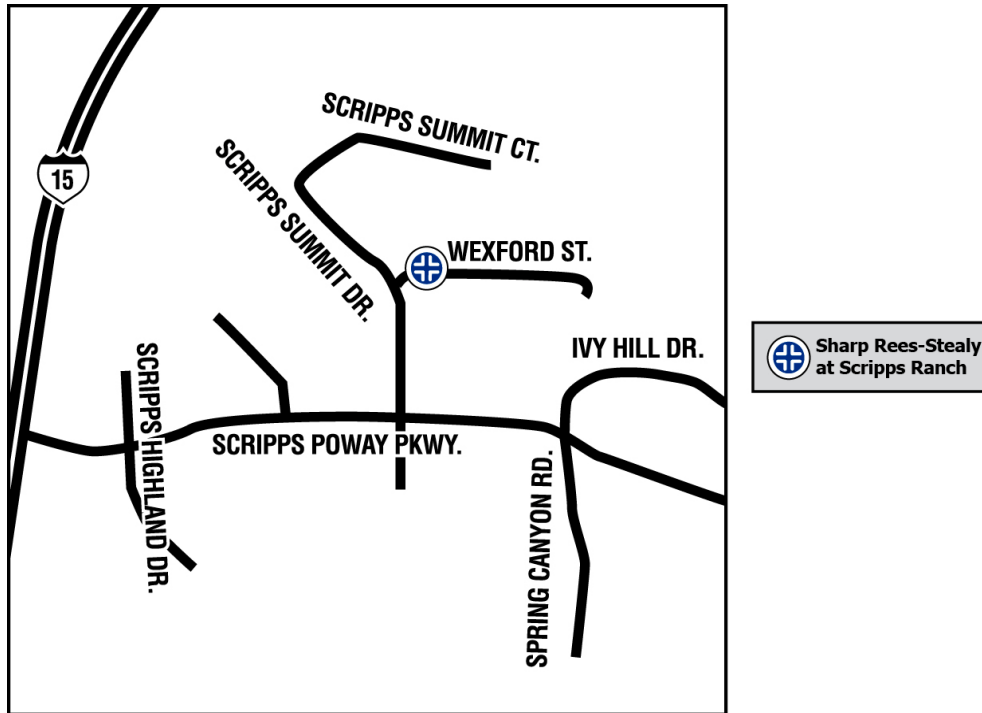 SCRIPPS SUMMIT CT.
15
SCRIPPS SUMMIT DR.
WEXFORD ST.
IVY HILL DR.
Sharp Rees-Stealy
at Scripps Ranch
SCRIPPS HIGHLAND DR.
SCRIPPS POWAY PKWY.
SPRING CANYON RD.